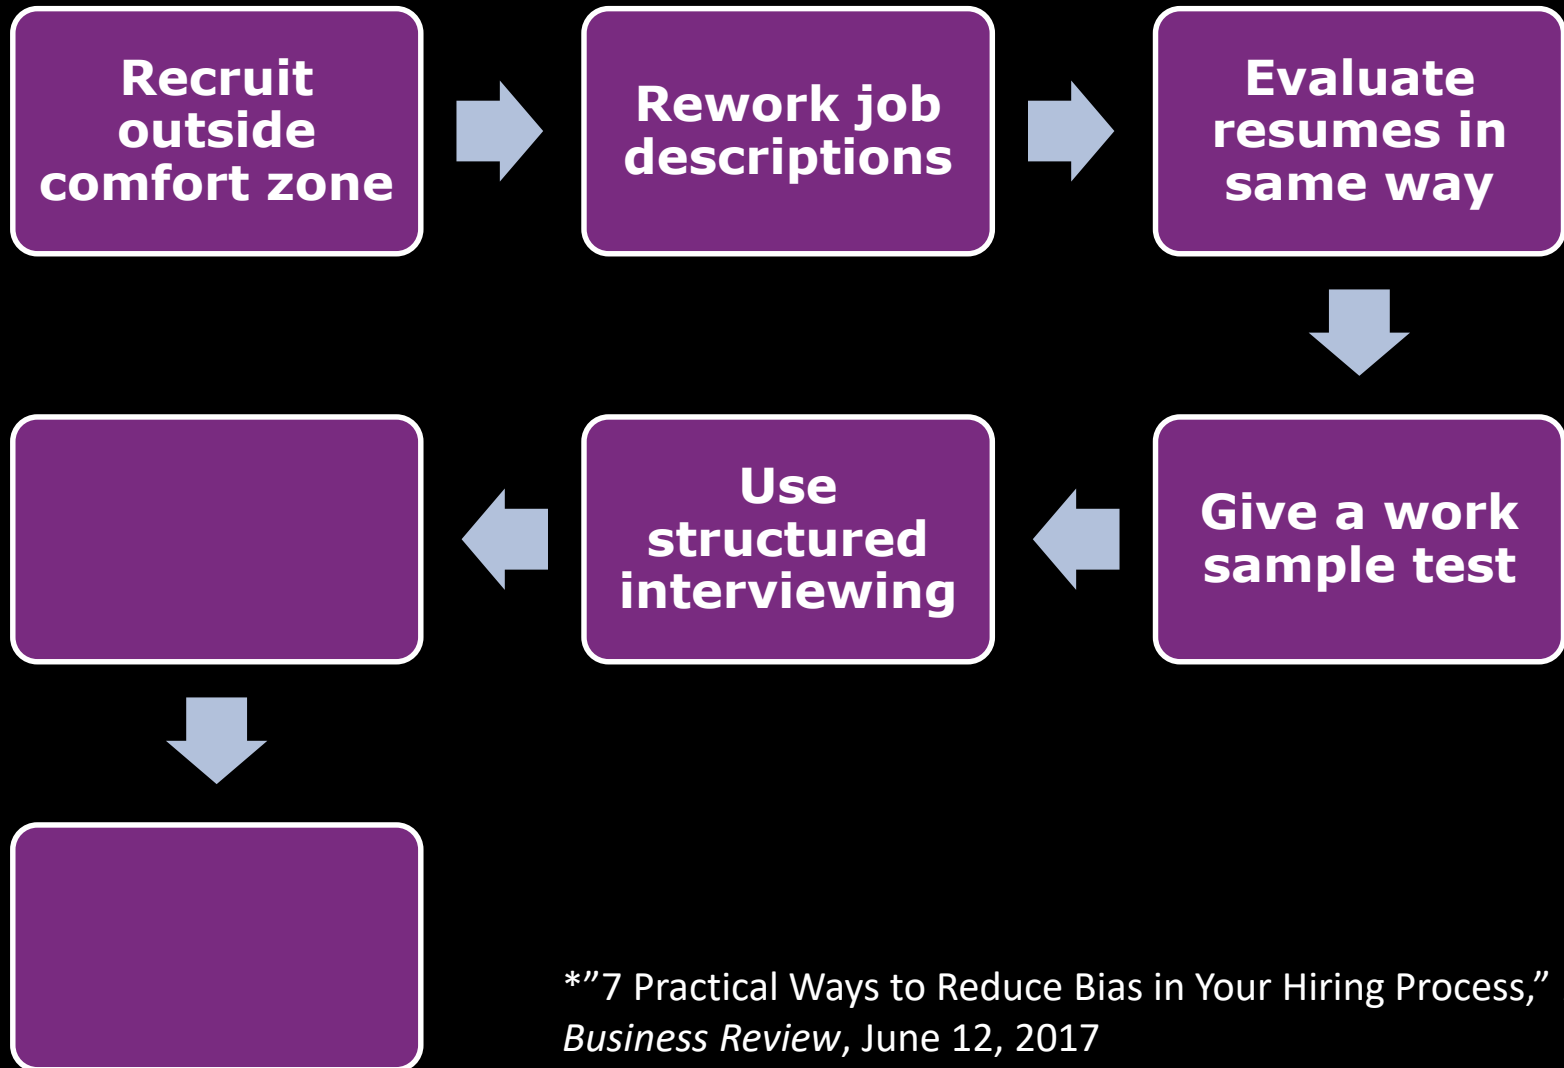 Recruit
outside
comfort zone
Rework job
descriptions
Evaluate
resumes in
same way
Give a work
sample test
Use
structured
interviewing
*”7 Practical Ways to Reduce Bias in Your Hiring Process,”
Business Review, June 12, 2017